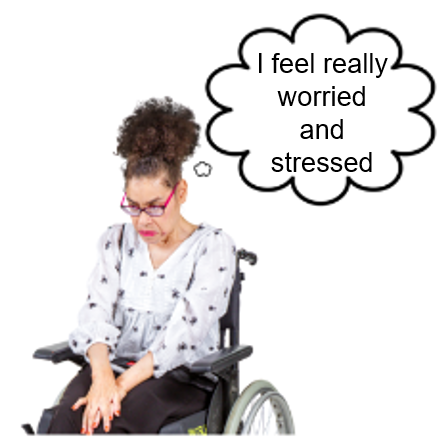 I feel really
worried
and
stressed